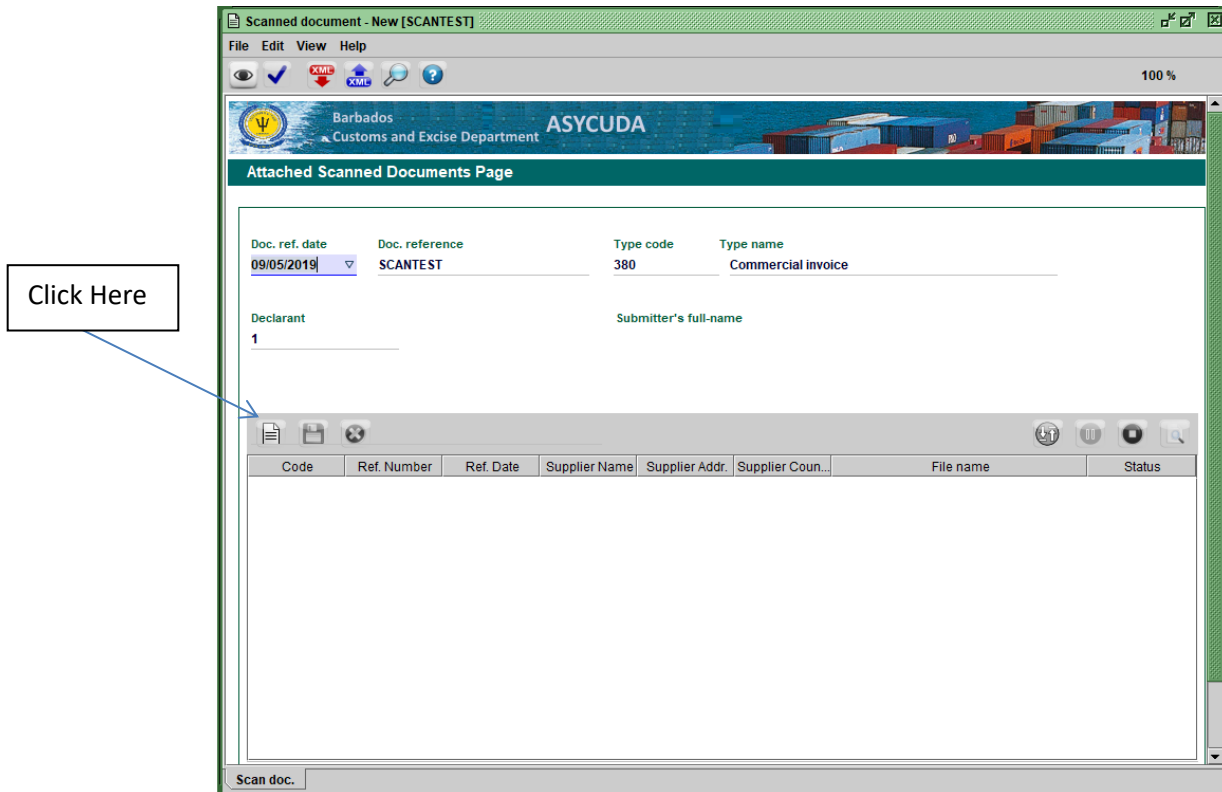 Scanned document - New [SCANTEST]
File Edit View Help
XML XML ? 100 %
Barbados
Customs and Excise Department ASYCUDA
Attached Scanned Documents Page
Doc. ref. date Doc. reference Type code Type name
09/05/2019 SCANTEST 380 Commercial invoice
Click Here
Declarant Submitter's full-name
1
Code Ref. Number Ref. Date Supplier Name Supplier Addr. Supplier Coun... File name Status
Scan doc.